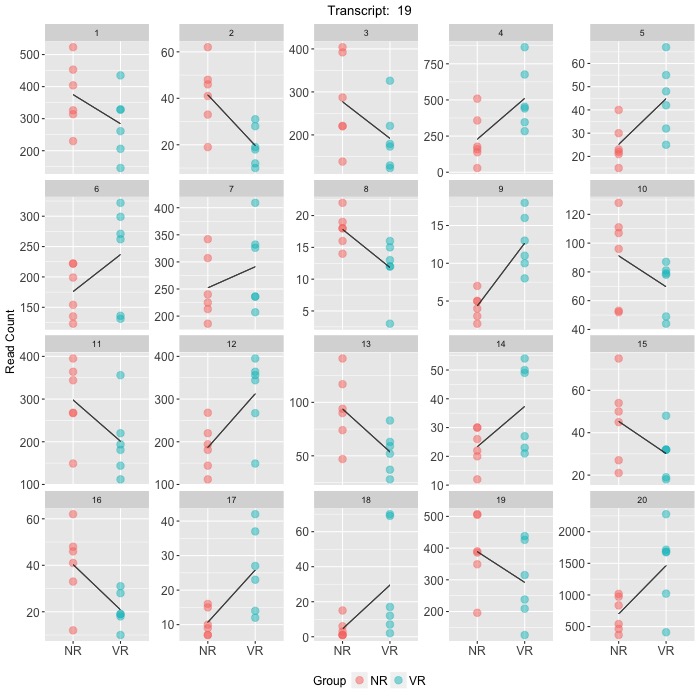 Transcript: 19
1 2 3 4 5
500 400 300 200
60 40 20
400 200
750 500 250 0
60 50 40 30 20
6 7 8 9 10
300 250 200 150
400 350 300 250 200
20 15 10 5
15 10 5
120 100 80 60 40
Read Count
11 12 13 14 15
400 300 200 100
400 300 200 100
100 50
50 40 30 20 10
60 40 20
16 17 18 19 20
60 40 20
40 30 20 10
60 40 20 0
500 400 300 200
2000 1500 1000 500
NR VR NR VR NR VR NR VR NR VR
Group NR VR